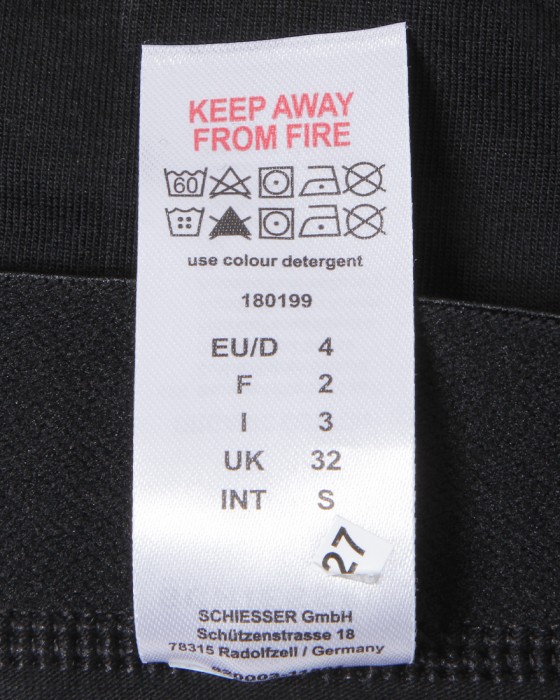 KEEP AWAY
FROM FIRE
60
use colour detergent
180199
EU/D 4
F 2
I 3
UK 32
INT S
27
SCHIESSER GmbH
Schützenstrasse 18
78315 Radolfzell / Germany